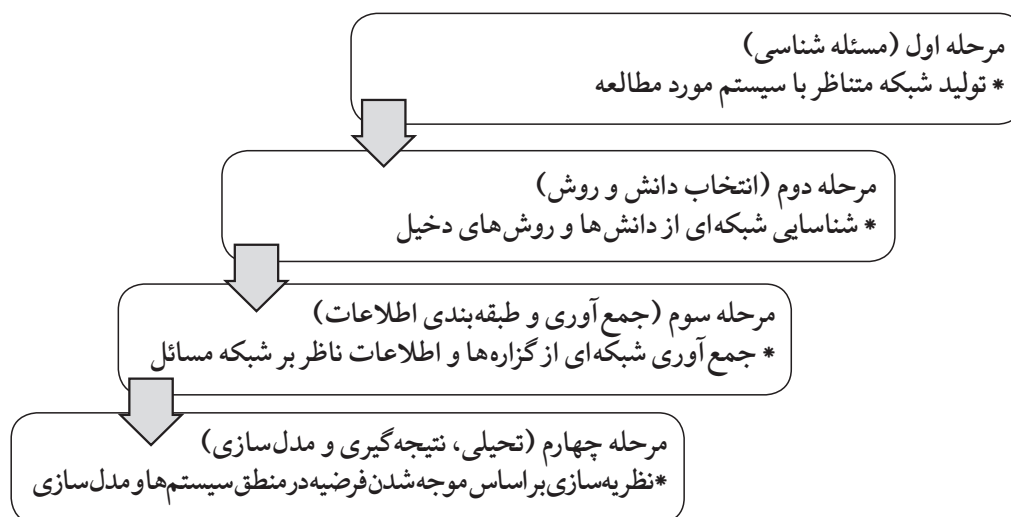 مرحله اول (مسئله شناسی)
* تولید شبکه متناظر با سیستم مورد مطالعه
مرحله دوم (انتخاب دانش و روش)
* شناسایی شبکه‌ای از دانش‌ها و روش‌های دخیل
مرحله سوم (جمع‌آوری و طبقه‌بندی اطلاعات)
* جمع‌آوری شبکه‌ای از گزاره‌ها و اطلاعات ناظر بر شبکه مسائل
مرحله چهارم (تحیلی، نتیجه‌گیری و مدل‌سازی)
*نظریه‌سازی براساس موجه‌شدن فرضیه در منطق سیستم‌ها و مدل‌سازی